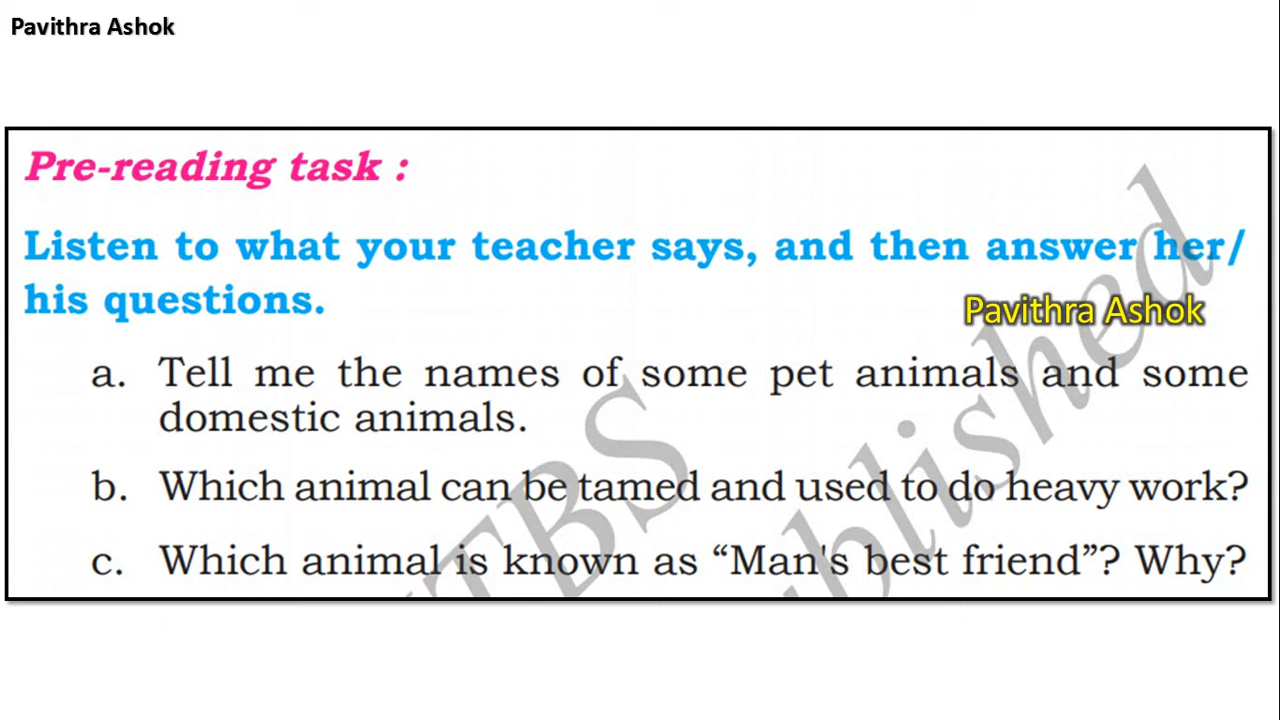 Pavithra Ashok
Pre-reading task :
Listen to what your teacher says, and then answer her/
his questions.
Pavithra Ashok
a. Tell me the names of some pet animals and some
domestic animals.
b. Which animal can be tamed and used to do heavy work?
c. Which animal is known as “Man's best friend”? Why?